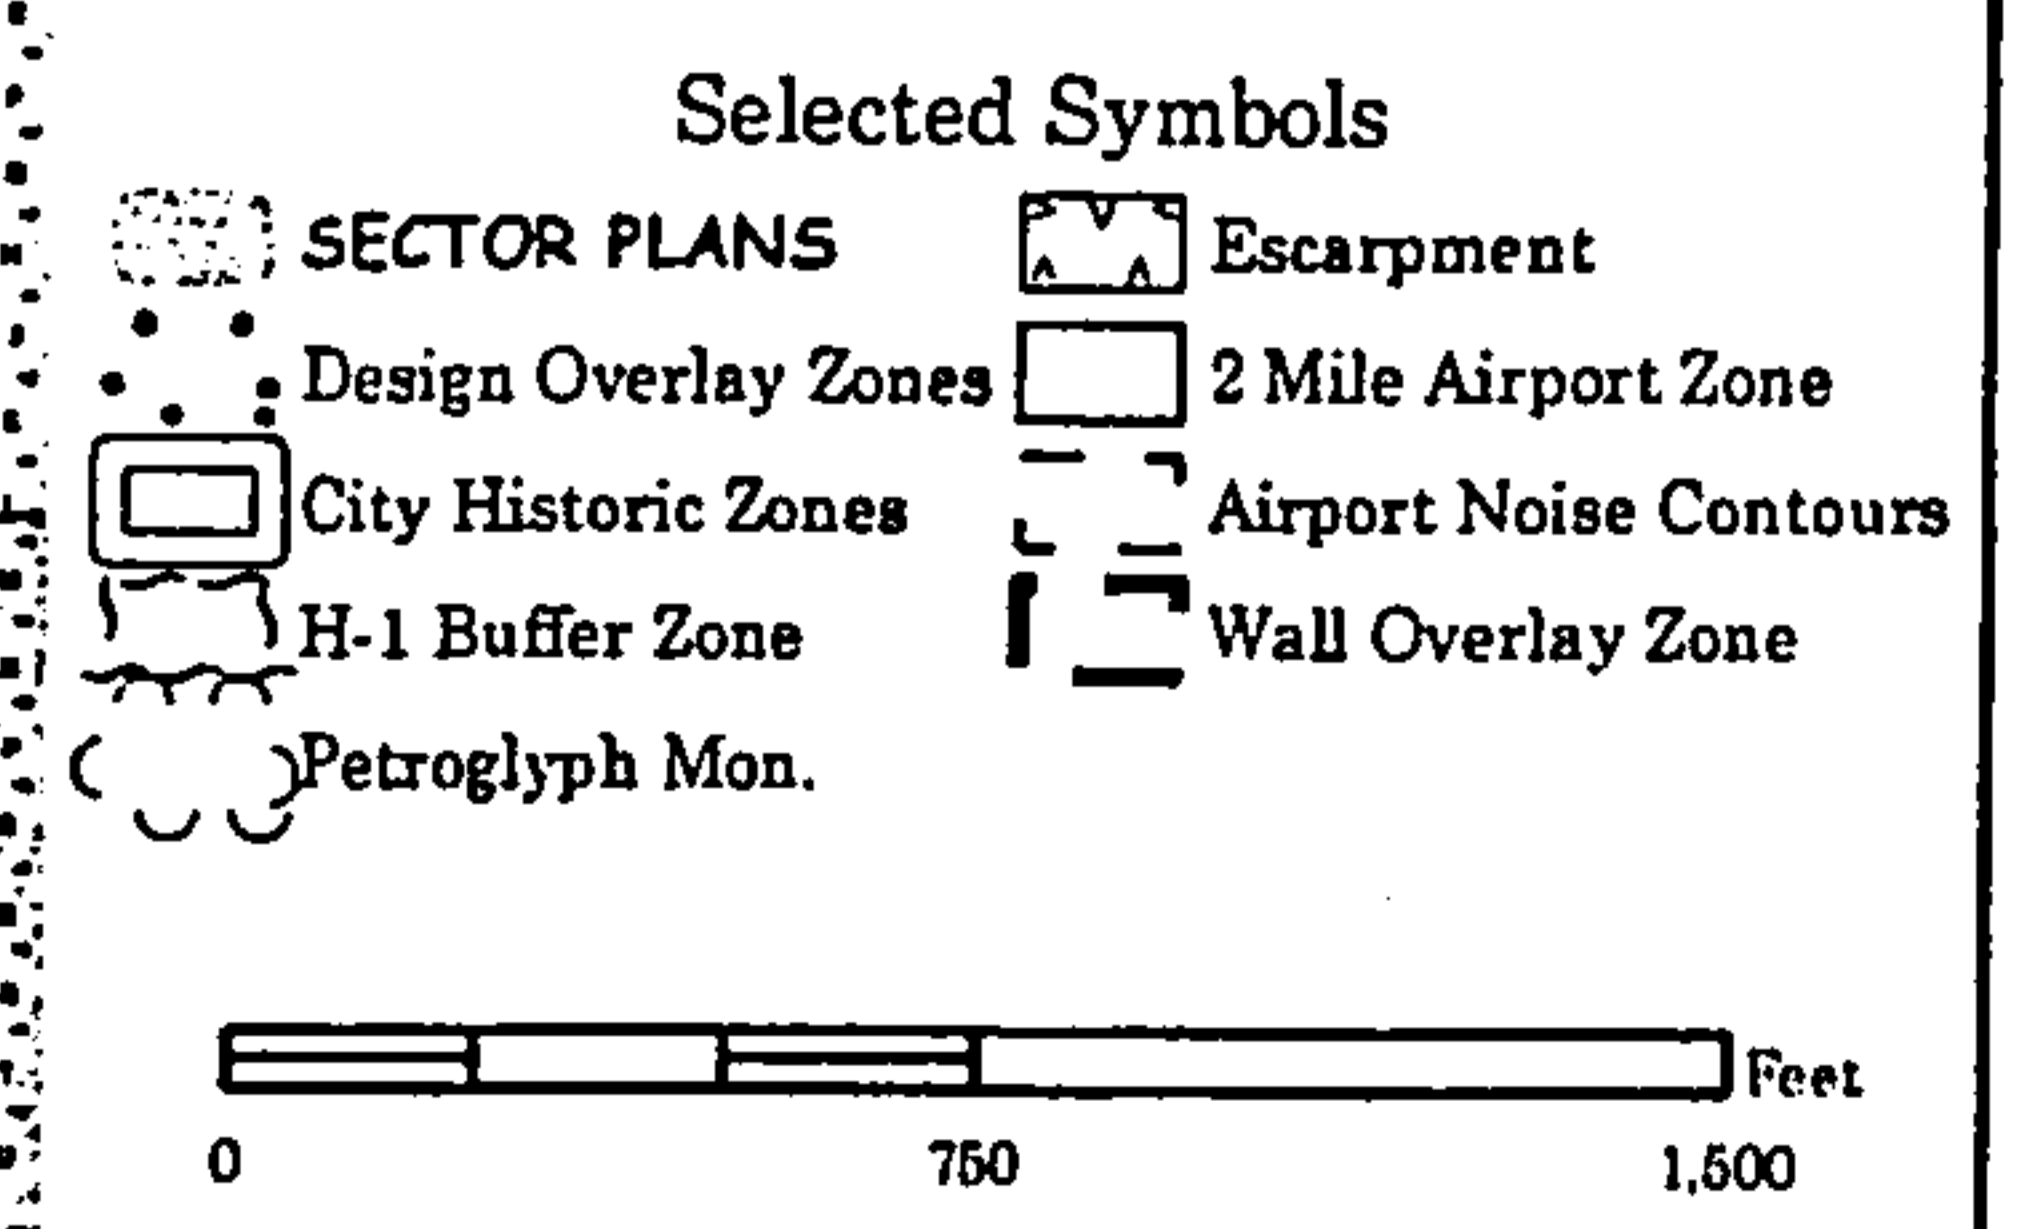 Selected Symbols
SECTOR PLANS
Escarpment
Design Overlay Zones
2 Mile Airport Zone
City Historic Zones
Airport Noise Contours
H-1 Buffer Zone
Wall Overlay Zone
Petroglyph Mon.
Feet
0 750 1,500